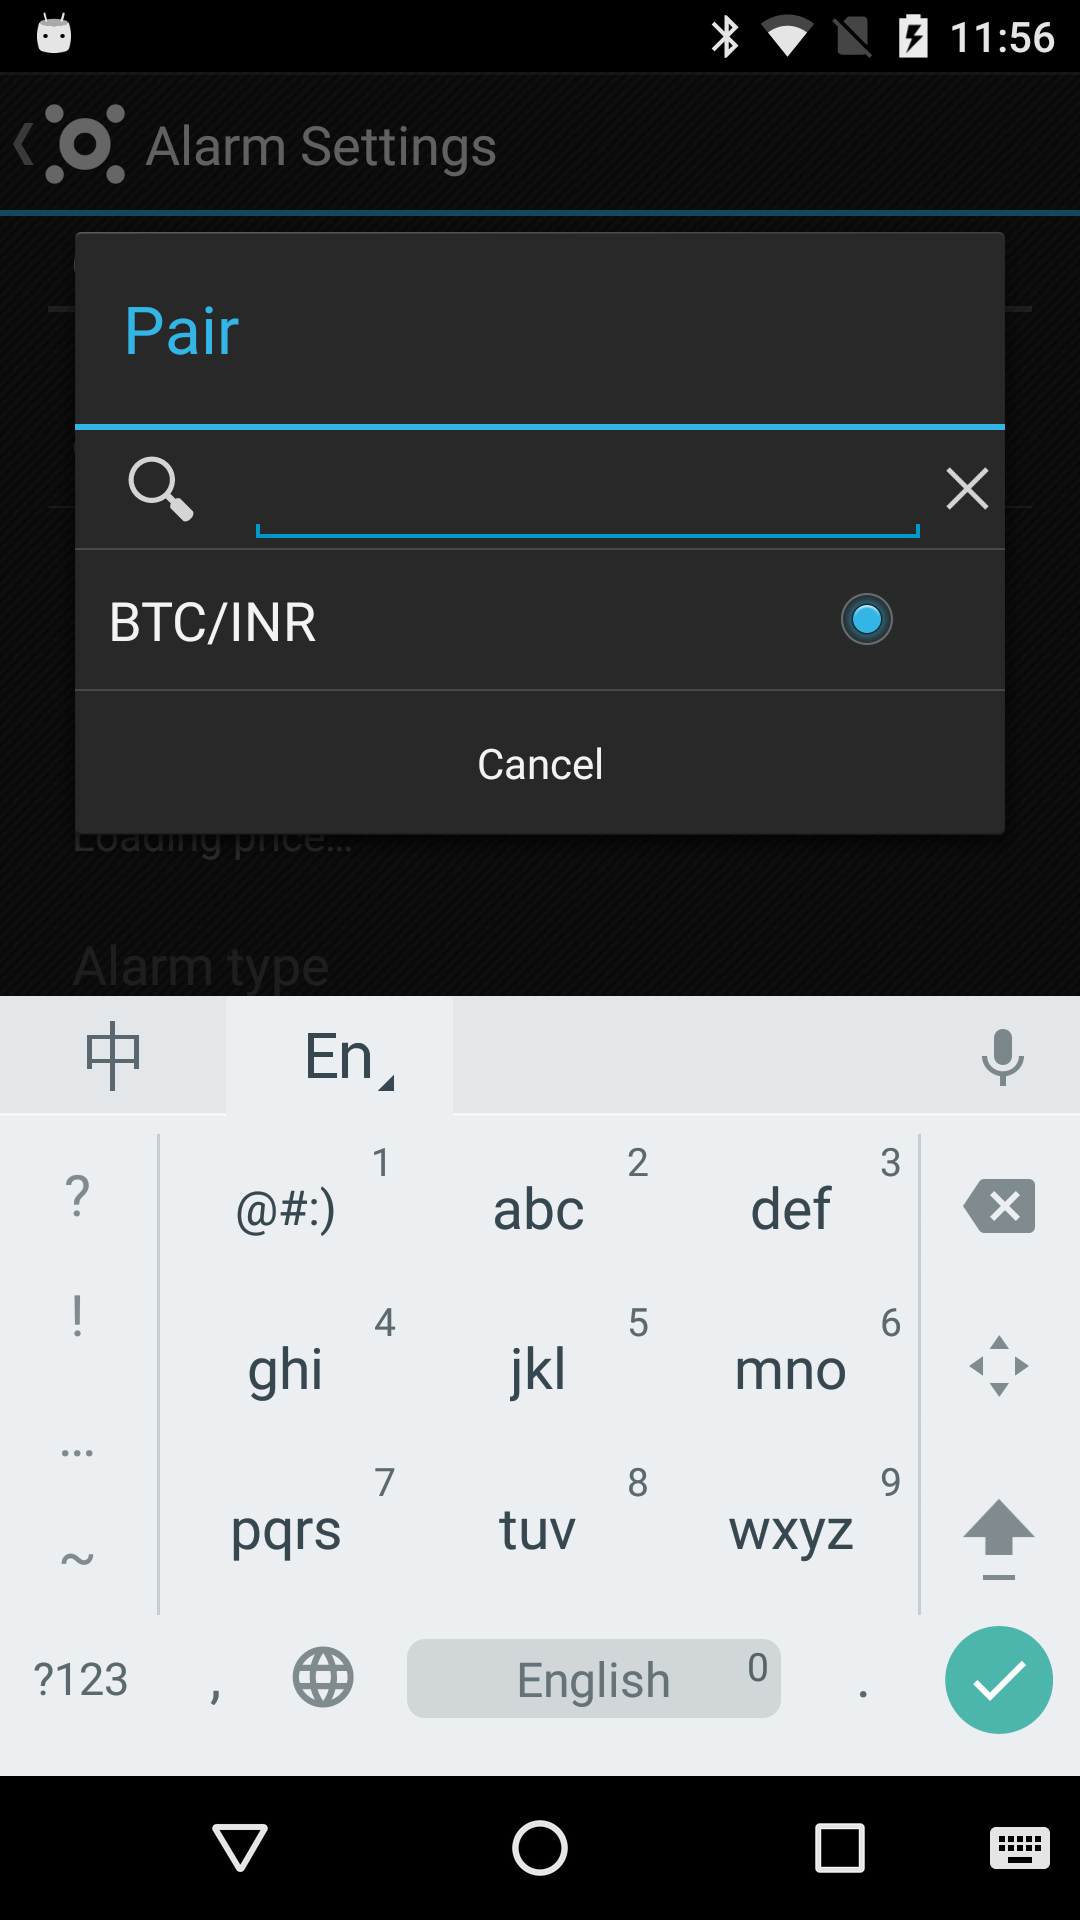 11:56
Alarm Settings
Pair
BTC/INR
Cancel
Loading price...
Alarm type
中 En
? @#:) 1 abc 2 def 3
! ghi 4 jkl 5 mno 6
...
~ pqrs 7 tuv 8 wxyz 9
?123 , English 0 .